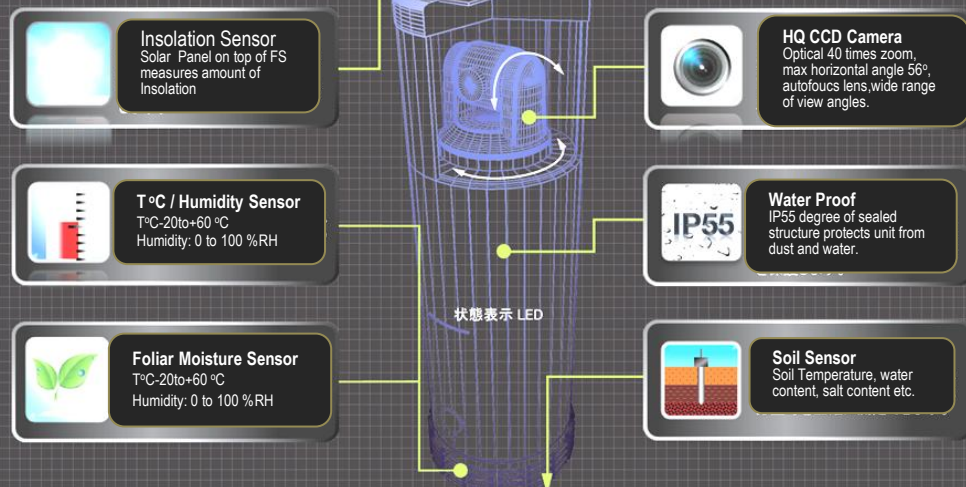 Insolation Sensor
Solar Panel on top of FS
measures amount of
Insolation
T ºC / Humidity Sensor
TºC-20to+60 ºC
Humidity: 0 to 100 %RH
Foliar Moisture Sensor
TºC-20to+60 ºC
Humidity: 0 to 100 %RH
状態表示 LED
HQ CCD Camera
Optical 40 times zoom,
max horizontal angle 56º,
autofoucs lens,wide range
of view angles.
IP55
Water Proof
IP55 degree of sealed
structure protects unit from
dust and water.
Soil Sensor
Soil Temperature, water
content, salt content etc.